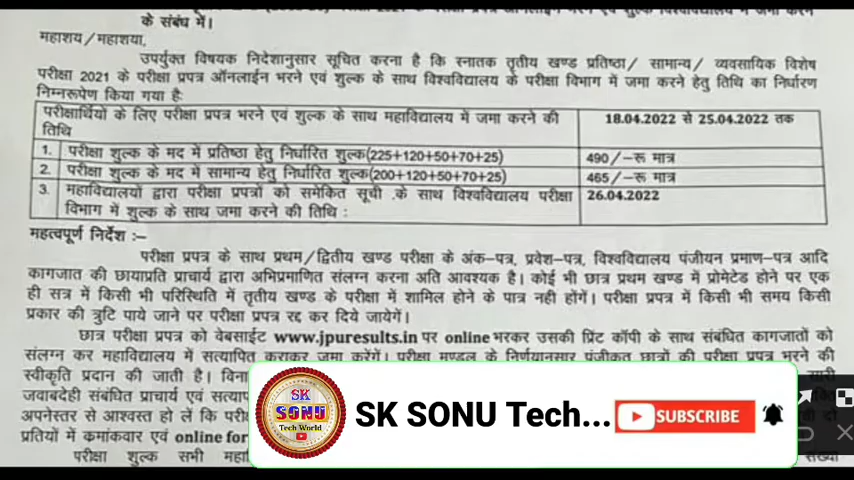 के संबंध में।
महाशय/महाशया,
उपर्युक्त विषयक निदेशानुसार सूचित करना है कि स्नातक तृतीय खण्ड प्रतिष्ठा/ सामान्य/ व्यवसायिक विशेष
परीक्षा 2021 के परीक्षा प्रपत्र ऑनलाईन भरने एवं शुल्क के साथ विश्वविद्यालय के परीक्षा विभाग में जमा करने हेतु तिथि का निर्धारण
निम्नरूपेण किया गया है:
परीक्षार्थियों के लिए परीक्षा प्रपत्र भरने एवं शुल्क के साथ महाविद्यालय में जमा करने की
तिथि
18.04.2022 से 25.04.2022 तक
1. परीक्षा शुल्क के मद में प्रतिष्ठा हेतु निर्धारित शुल्क(225+120+50+70+25) 490/-रू मात्र
2. परीक्षा शुल्क के मद में सामान्य हेतु निर्धारित शुल्क(200+120+50+70+25) 465/-रू मात्र
3. महाविद्यालयों द्वारा परीक्षा प्रपत्रों को समेकित सूची के साथ विश्वविद्यालय परीक्षा 26.04.2022
विभाग में शुल्क के साथ जमा करने की तिथि :
महत्वपूर्ण निर्देश :–
परीक्षा प्रपत्र के साथ प्रथम/द्वितीय खण्ड परीक्षा के अंक-पत्र, प्रवेश-पत्र, विश्वविद्यालय पंजीयन प्रमाण-पत्र आदि
कागजात की छायाप्रति प्राचार्य द्वारा अभिप्रमाणित संलग्न करना अति आवश्यक है। कोई भी छात्र प्रथम खण्ड में प्रोमेटेड होने पर एक
ही सत्र में किसी भी परिस्थिति में तृतीय खण्ड के परीक्षा में शामिल होने के पात्र नही होंगें। परीक्षा प्रपत्र में किसी भी समय किसी
प्रकार की त्रुटि पाये जाने पर परीक्षा प्रपत्र रद्द कर दिये जायेगें।
छात्र परीक्षा प्रपत्र को वेबसाईट www.jpuresults.in पर online भरकर उसकी प्रिंट कॉपी के साथ संबंधित कागजातों को
संलग्न कर महाविद्यालय में सत्यापित कराकर जमा करेंगें। परीक्षा मण्डल के निर्णयानुसार पंजीकृत छात्रों की परीक्षा प्रपत्र भरने की
स्वीकृति प्रदान की जाती है। विना
जवाबदेही संबंधित प्राचार्य एवं सत्याप
अपनेस्तर से आश्वस्त हो लें कि परी
प्रतियों में कमांकवार एवं online for
परीक्षा शुल्क सभी महा
संख्या
SK
SONU
Tech World
SK SONU Tech...
SUBSCRIBE